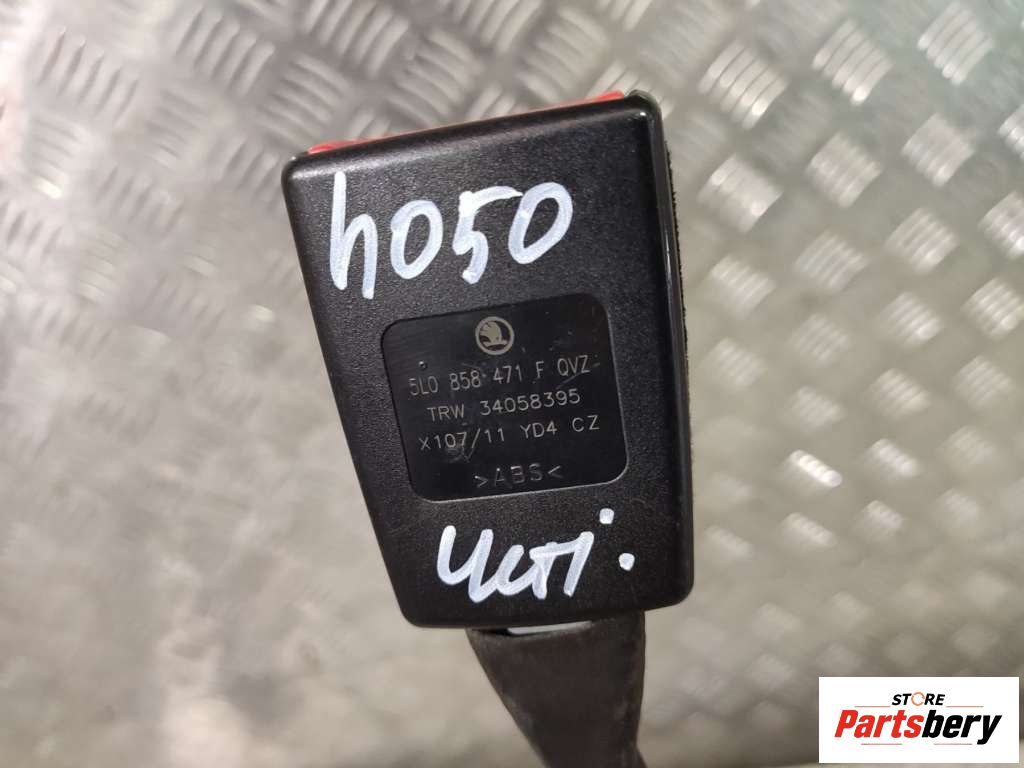 h050
5L0 858 471 F QVZ
TRW 34058395
X107/11 YD4 CZ
>ABS<
STORE
Partsbery